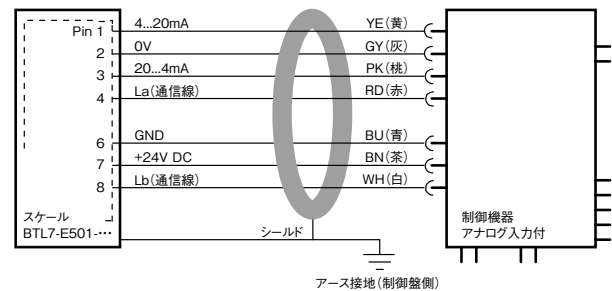 Pin 1 4...20mA YE(黄)
2 0V GY(灰)
3 20...4mA PK(桃)
4 La(通信線) RD(赤)
6 GND BU(青)
7 +24V DC BN(茶)
8 Lb(通信線) WH(白)
スケール
BTL7-E501-…
シールド
制御機器
アナログ入力付
アース接地(制御盤側)